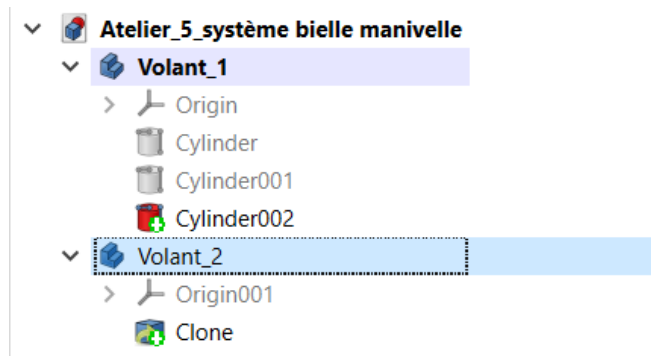 Atelier_5_système bielle manivelle
Volant_1
Origin
Cylinder
Cylinder001
Cylinder002
Volant_2
Origin001
Clone